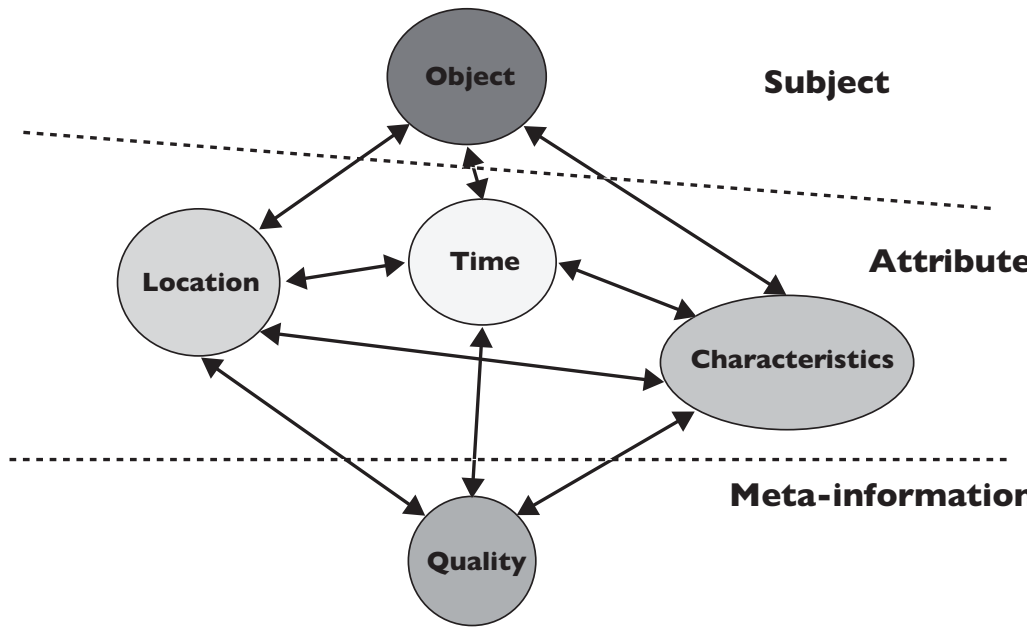 Object
Subject
Time
Attribute
Location
Characteristics
Meta-information
Quality